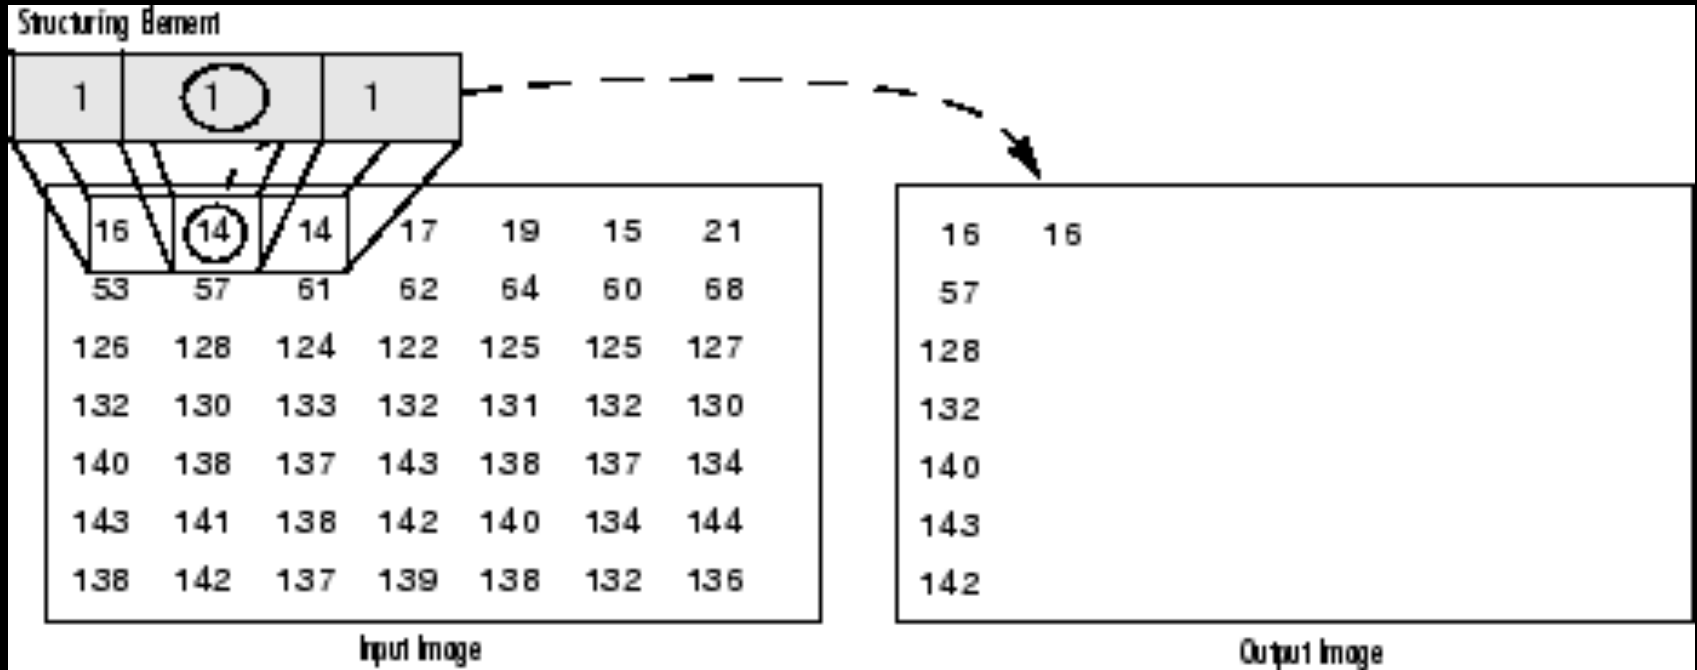 Structuring Element
1 1 1
16 14 14 17 19 15 21
53 57 61 62 64 60 68
126 128 124 122 125 125 127
132 130 133 132 131 132 130
140 138 137 143 138 137 134
143 141 138 142 140 134 144
138 142 137 139 138 132 136
Input Image
16 16
57
128
132
140
143
142
Output Image